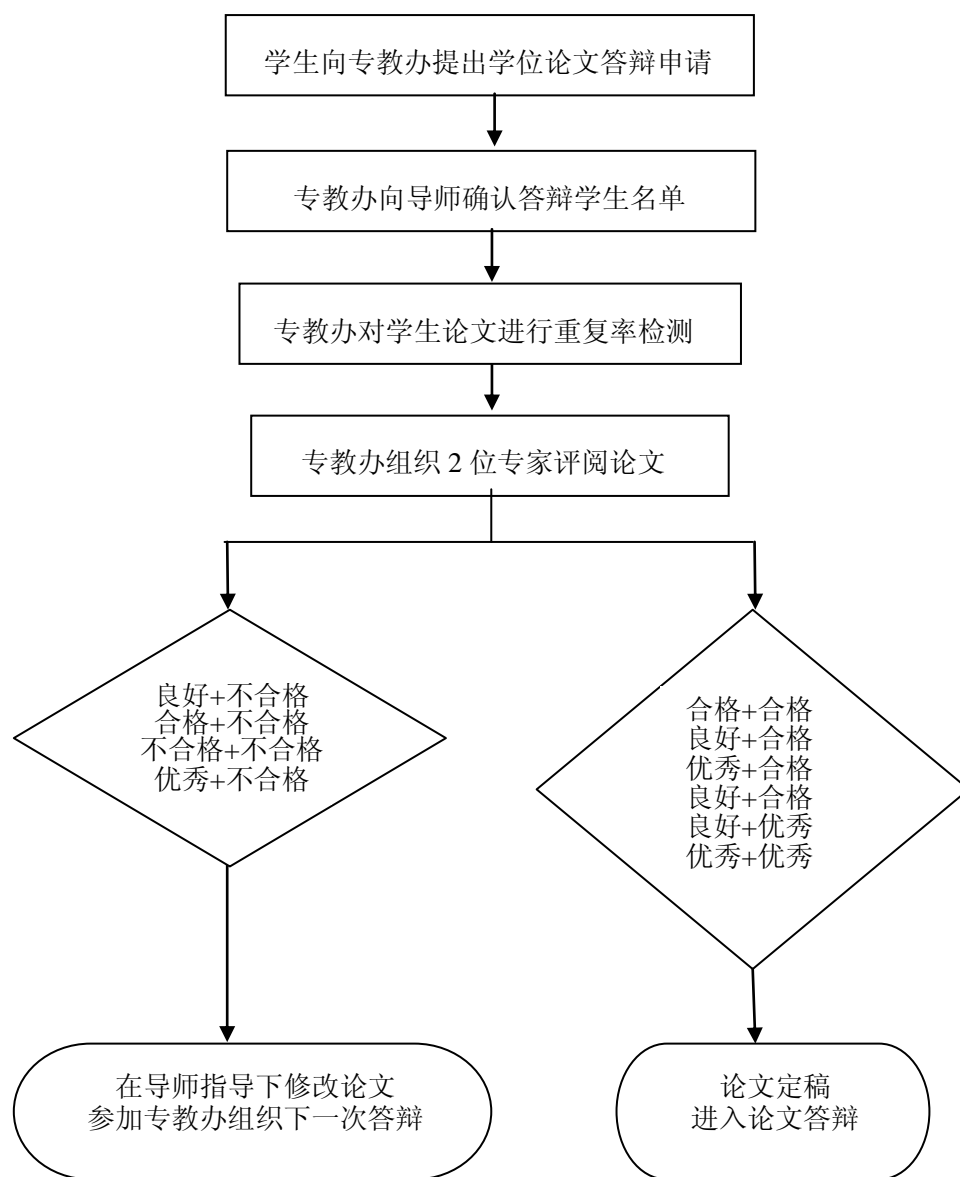 学生向专教办提出学位论文答辩申请
专教办向导师确认答辩学生名单
专教办对学生论文进行重复率检测
专教办组织 2 位专家评阅论文
良好+不合格
合格+不合格
不合格+不合格
优秀+不合格
合格+合格
良好+合格
优秀+合格
良好+合格
良好+优秀
优秀+优秀
在导师指导下修改论文
参加专教办组织下一次答辩
论文定稿
进入论文答辩